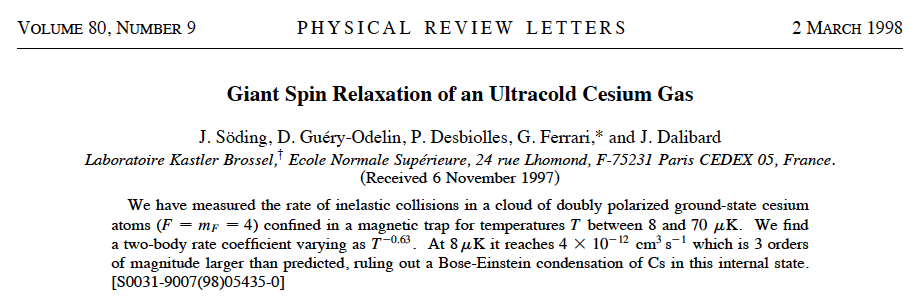 VOLUME 80, NUMBER 9 PHYSICAL REVIEW LETTERS 2 MARCH 1998
Giant Spin Relaxation of an Ultracold Cesium Gas
J. Söding, D. Guéry-Odelin, P. Desbiolles, G. Ferrari,* and J. Dalibard
Laboratoire Kastler Brossel,† Ecole Normale Supérieure, 24 rue Lhomond, F-75231 Paris CEDEX 05, France.
(Received 6 November 1997)
We have measured the rate of inelastic collisions in a cloud of doubly polarized ground-state cesium
atoms (F = mF = 4) confined in a magnetic trap for temperatures T between 8 and 70 μK. We find
a two-body rate coefficient varying as T^−0.63. At 8 μK it reaches 4 × 10^−12 cm^3 s^−1 which is 3 orders
of magnitude larger than predicted, ruling out a Bose-Einstein condensation of Cs in this internal state.
[S0031-9007(98)05435-0]